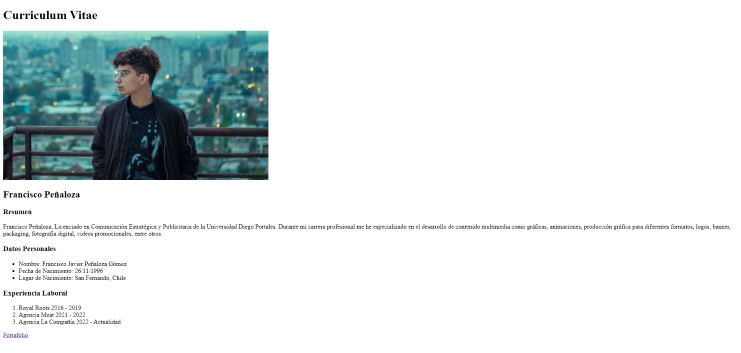 Curriculum Vitae
Francisco Peñaloza
Resumen
Francisco Peñaloza, Licenciado en Comunicación Estratégica y Publicitaria de la Universidad Diego Portales. Durante mi carrera profesional me he especializado en el desarrollo de contenido multimedia como gráficas, animaciones, producción gráfica para diferentes formatos, logos, banner,
packaging, fotografía digital, videos promocionales, entre otros.
Datos Personales
• Nombre: Francisco Javier Peñaloza Gómez
• Fecha de Nacimiento: 26/11/1996
• Lugar de Nacimiento: San Fernando, Chile
Experiencia Laboral
1. Royal Roots 2016 - 2019
2. Agencia Meat 2021 - 2022
3. Agencia La Compañía 2022 - Actualidad
Portafolio